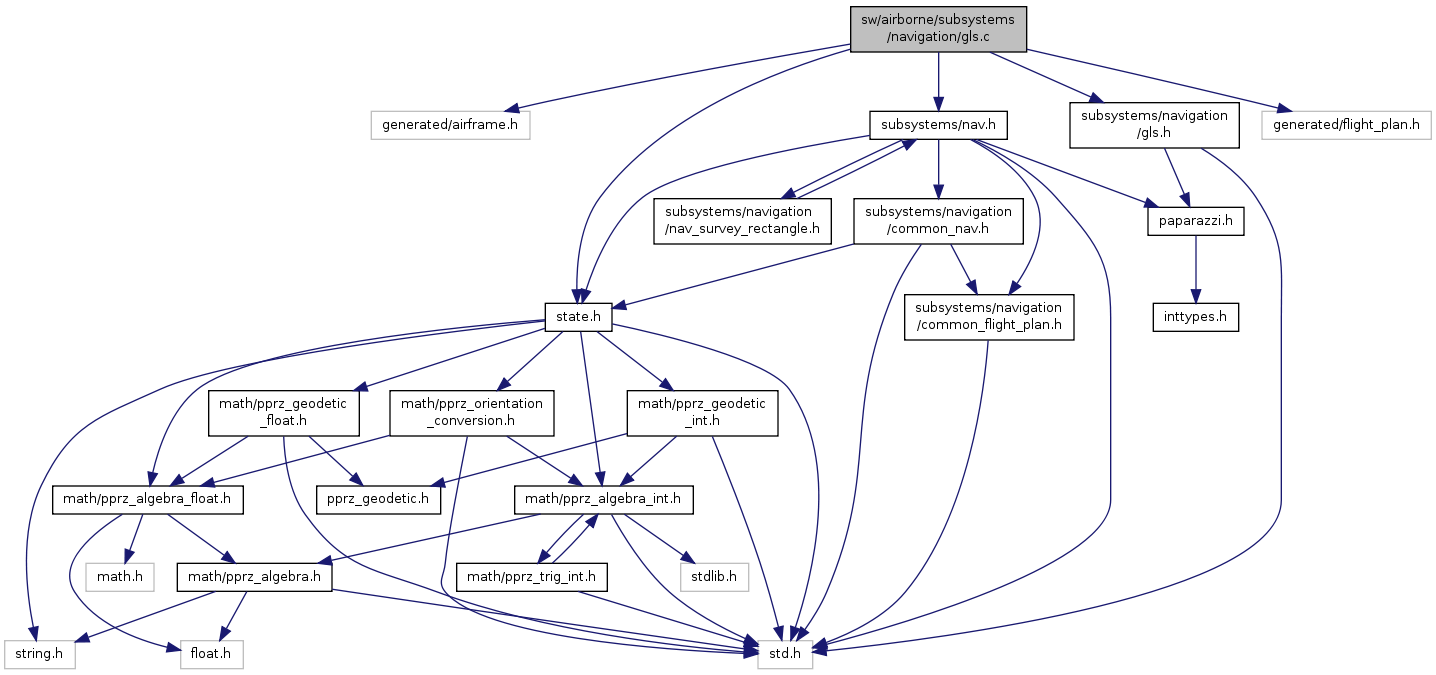 sw/airborne/subsystems
/navigation/gls.c
generated/airframe.h
subsystems/nav.h
subsystems/navigation
/gls.h
generated/flight_plan.h
subsystems/navigation
/nav_survey_rectangle.h
subsystems/navigation
/common_nav.h
paparazzi.h
state.h
subsystems/navigation
/common_flight_plan.h
inttypes.h
math/pprz_geodetic
_float.h
math/pprz_orientation
_conversion.h
math/pprz_geodetic
_int.h
math/pprz_algebra_float.h
pprz_geodetic.h
math/pprz_algebra_int.h
math.h
math/pprz_algebra.h
math/pprz_trig_int.h
stdlib.h
string.h
float.h
std.h